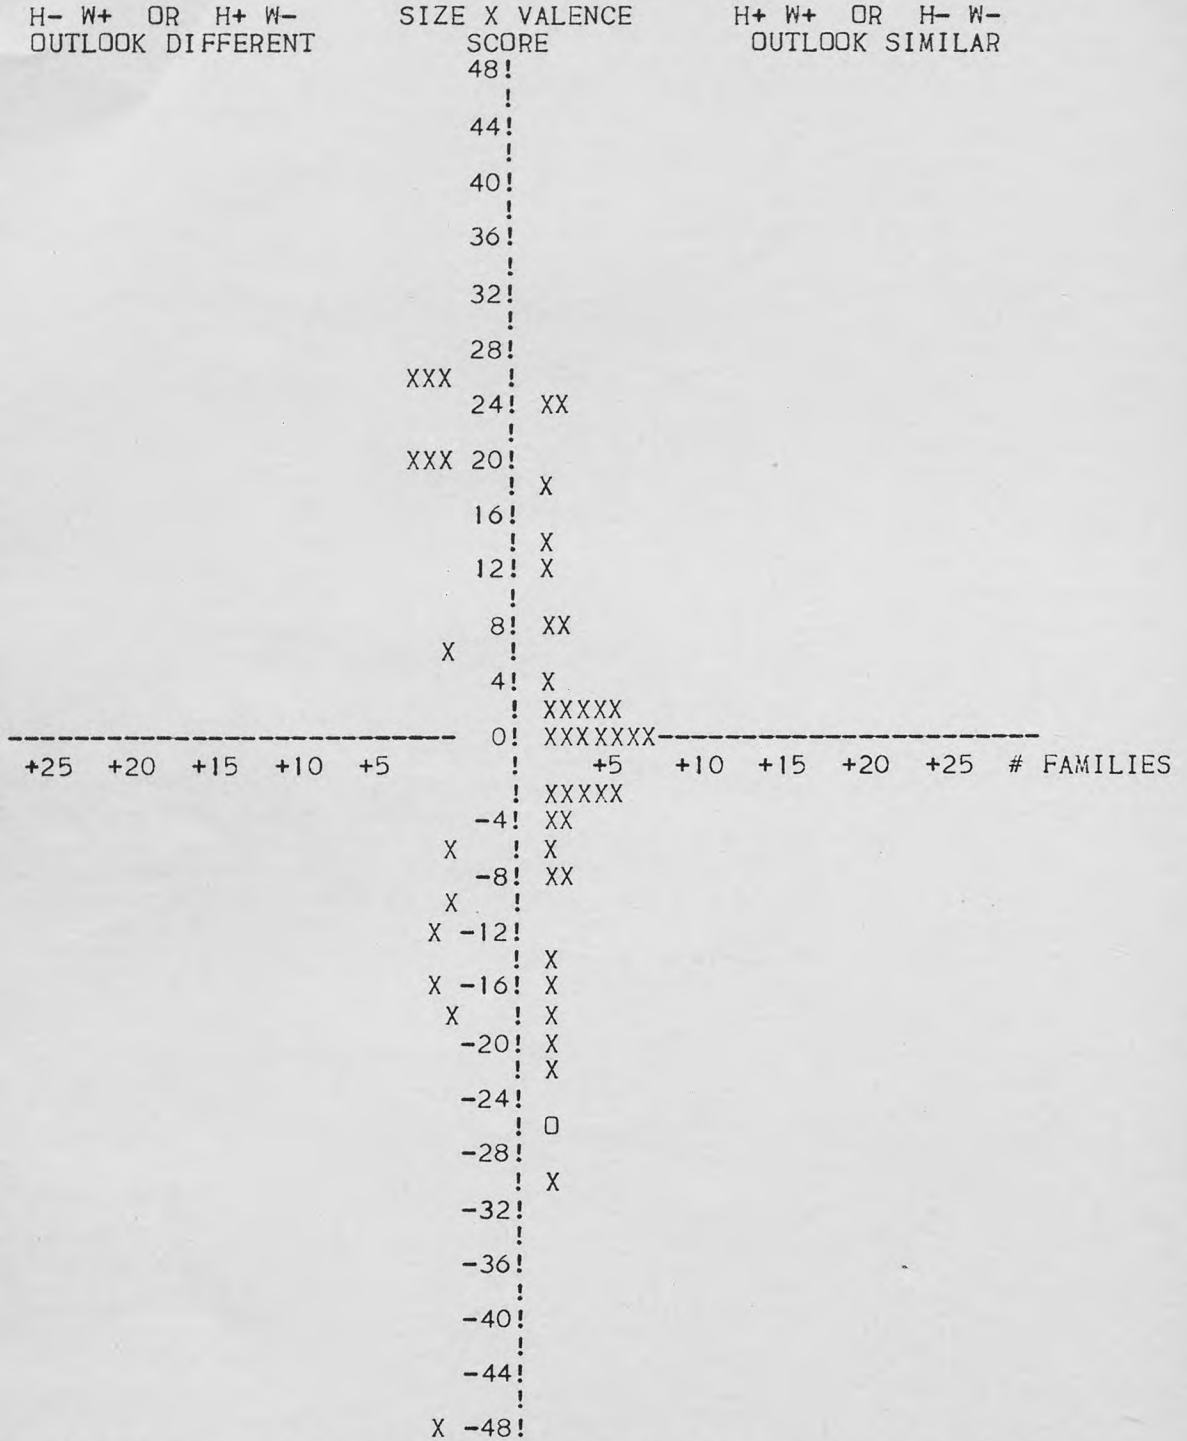 H- W+ OR H+ W- SIZE X VALENCE H+ W+ OR H- W-
OUTLOOK DIFFERENT SCORE OUTLOOK SIMILAR
48!
!
44!
!
40!
!
36!
!
32!
!
28!
XXX !
24! XX
!
XXX 20!
! X
16!
! X
12! X
!
8! XX
X !
4! X
! XXXXX
--------------------------- 0! XXXXXXX-----------------------
+25 +20 +15 +10 +5 ! +5 +10 +15 +20 +25 # FAMILIES
! XXXXX
-4! XX
X ! X
-8! XX
X !
X -12!
! X
X -16! X
X ! X
-20! X
! X
-24!
! O
-28!
! X
-32!
!
-36!
!
-40!
!
-44!
!
X -48!